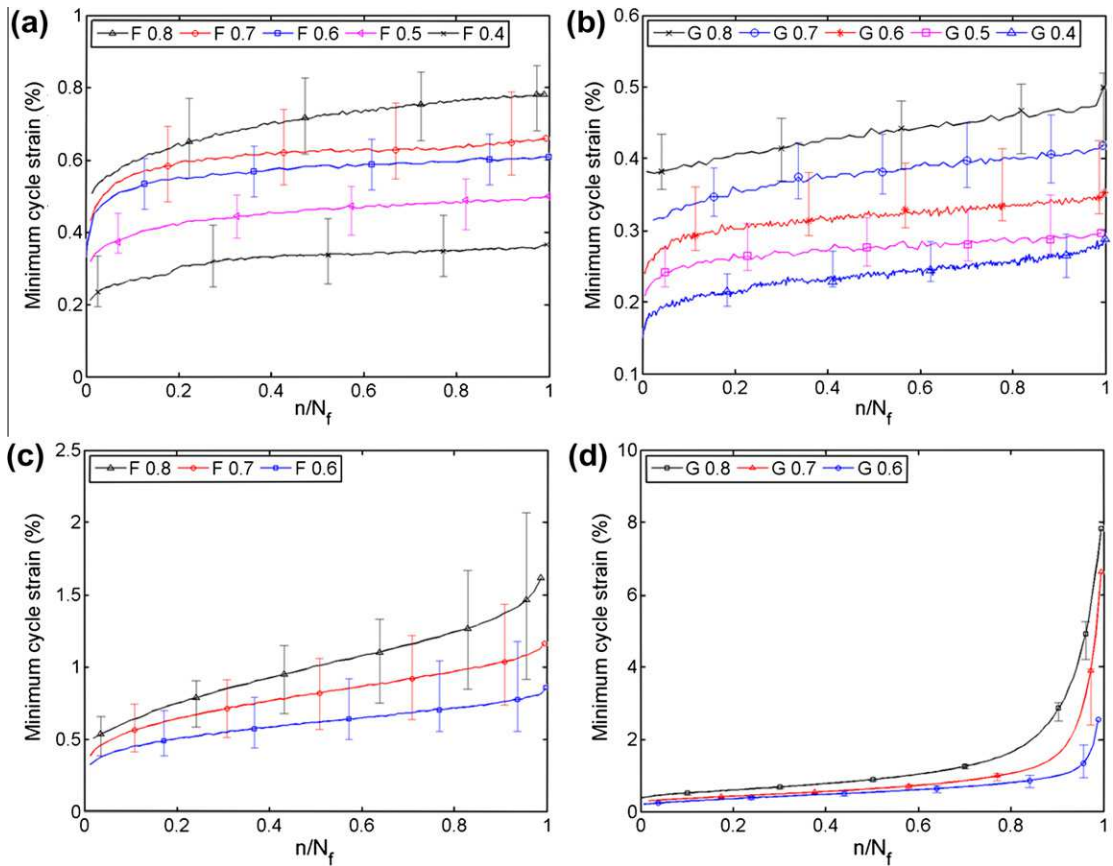 (a)
F 0.8 F 0.7 F 0.6 F 0.5 F 0.4
Minimum cycle strain (%)
1
0.8
0.6
0.4
0.2
0
0 0.2 0.4 0.6 0.8 1
n/N_f
(b)
G 0.8 G 0.7 G 0.6 G 0.5 G 0.4
Minimum cycle strain (%)
0.6
0.5
0.4
0.3
0.2
0.1
0 0.2 0.4 0.6 0.8 1
n/N_f
(c)
F 0.8 F 0.7 F 0.6
Minimum cycle strain (%)
2.5
2
1.5
1
0.5
0
0 0.2 0.4 0.6 0.8 1
n/N_f
(d)
G 0.8 G 0.7 G 0.6
Minimum cycle strain (%)
10
8
6
4
2
0
0 0.2 0.4 0.6 0.8 1
n/N_f